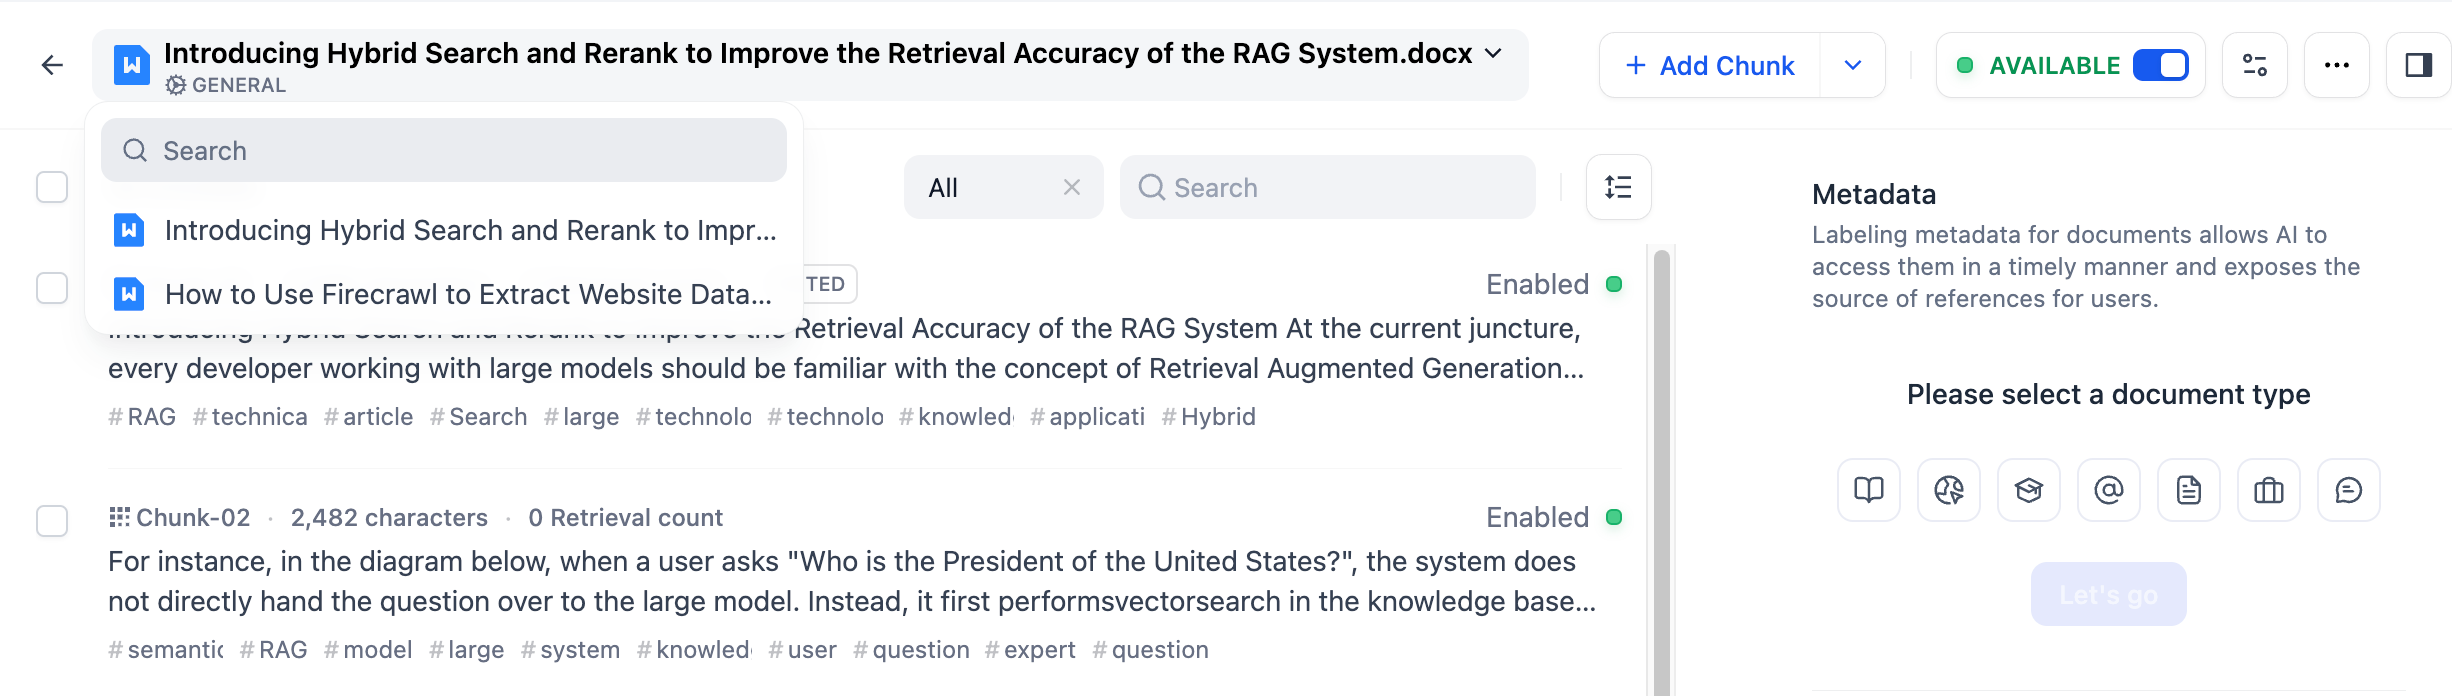 Introducing Hybrid Search and Rerank to Improve the Retrieval Accuracy of the RAG System.docx
GENERAL
+ Add Chunk
AVAILABLE
Search
Introducing Hybrid Search and Rerank to Impr...
How to Use Firecrawl to Extract Website Data...
All
Search
TED
Enabled
Introducing Hybrid Search and Rerank to Improve the Retrieval Accuracy of the RAG System At the current juncture,
every developer working with large models should be familiar with the concept of Retrieval Augmented Generation...
#RAG #technica #article #Search #large #technolo #technolo #knowled #applicati #Hybrid
Chunk-02 · 2,482 characters · 0 Retrieval count
Enabled
For instance, in the diagram below, when a user asks "Who is the President of the United States?", the system does
not directly hand the question over to the large model. Instead, it first performsvectorsearch in the knowledge base...
#semantic #RAG #model #large #system #knowled #user #question #expert #question
Metadata
Labeling metadata for documents allows AI to
access them in a timely manner and exposes the
source of references for users.
Please select a document type
Let's go